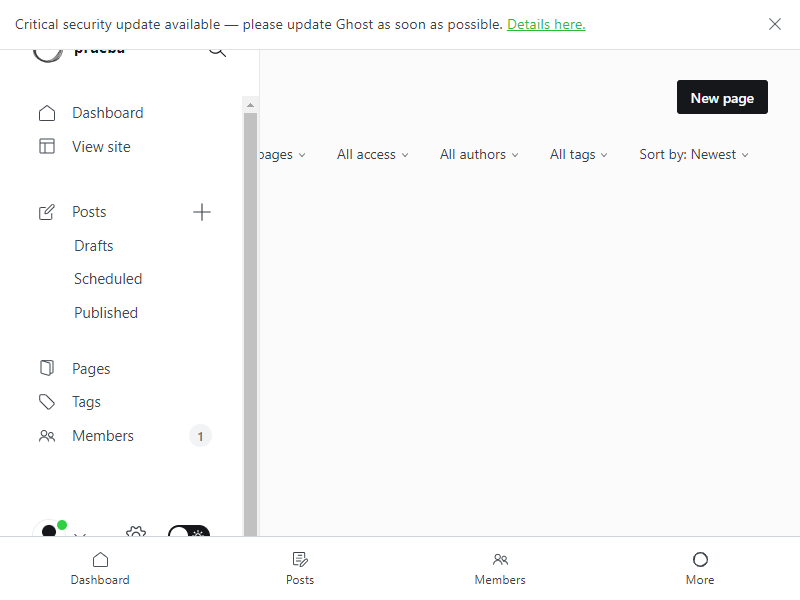 Critical security update available — please update Ghost as soon as possible. Details here.
prueba
New page
Dashboard
View site
pages
All access
All authors
All tags
Sort by: Newest
Posts
Drafts
Scheduled
Published
Pages
Tags
Members
1
Dashboard
Posts
Members
More